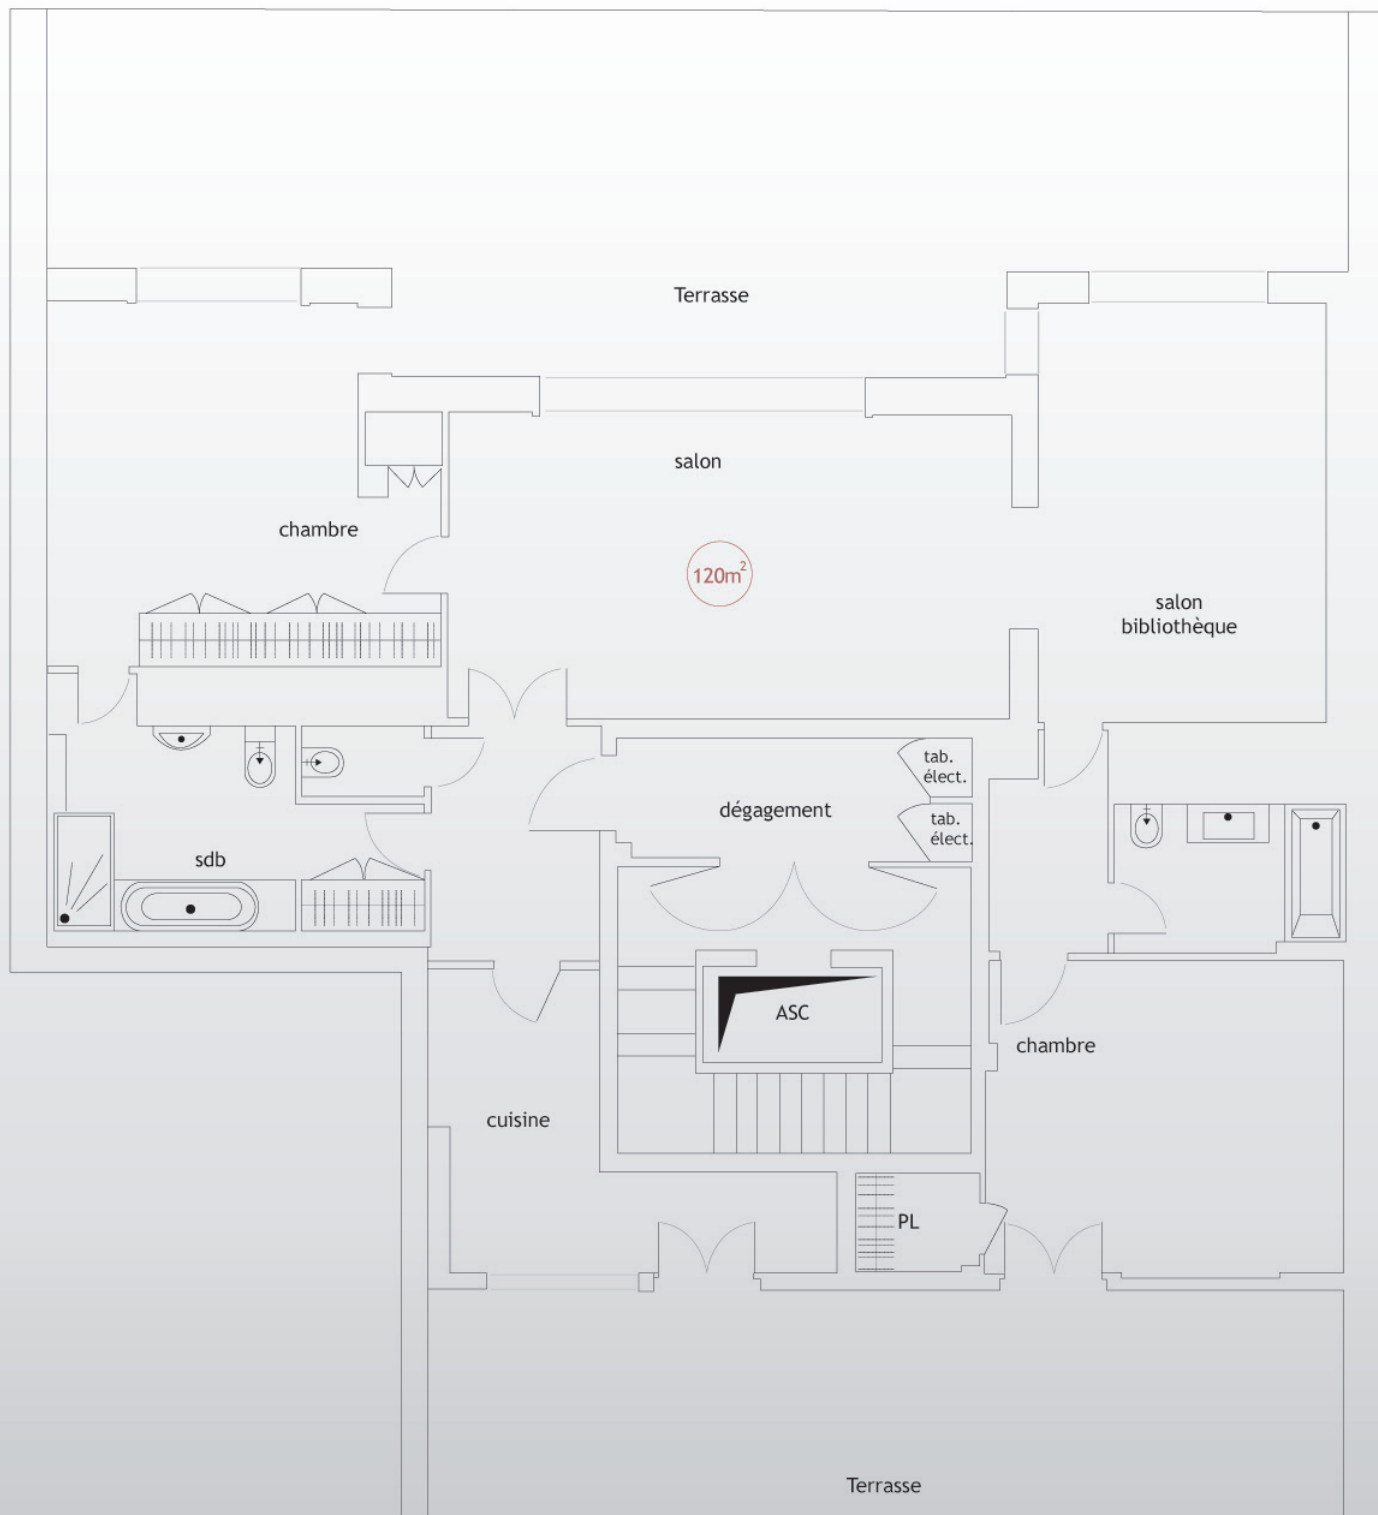 Terrasse
salon
chambre
120m²
salon
bibliothèque
tab.
élect.
dégagement
tab.
élect.
sdb
ASC
chambre
cuisine
PL
Terrasse